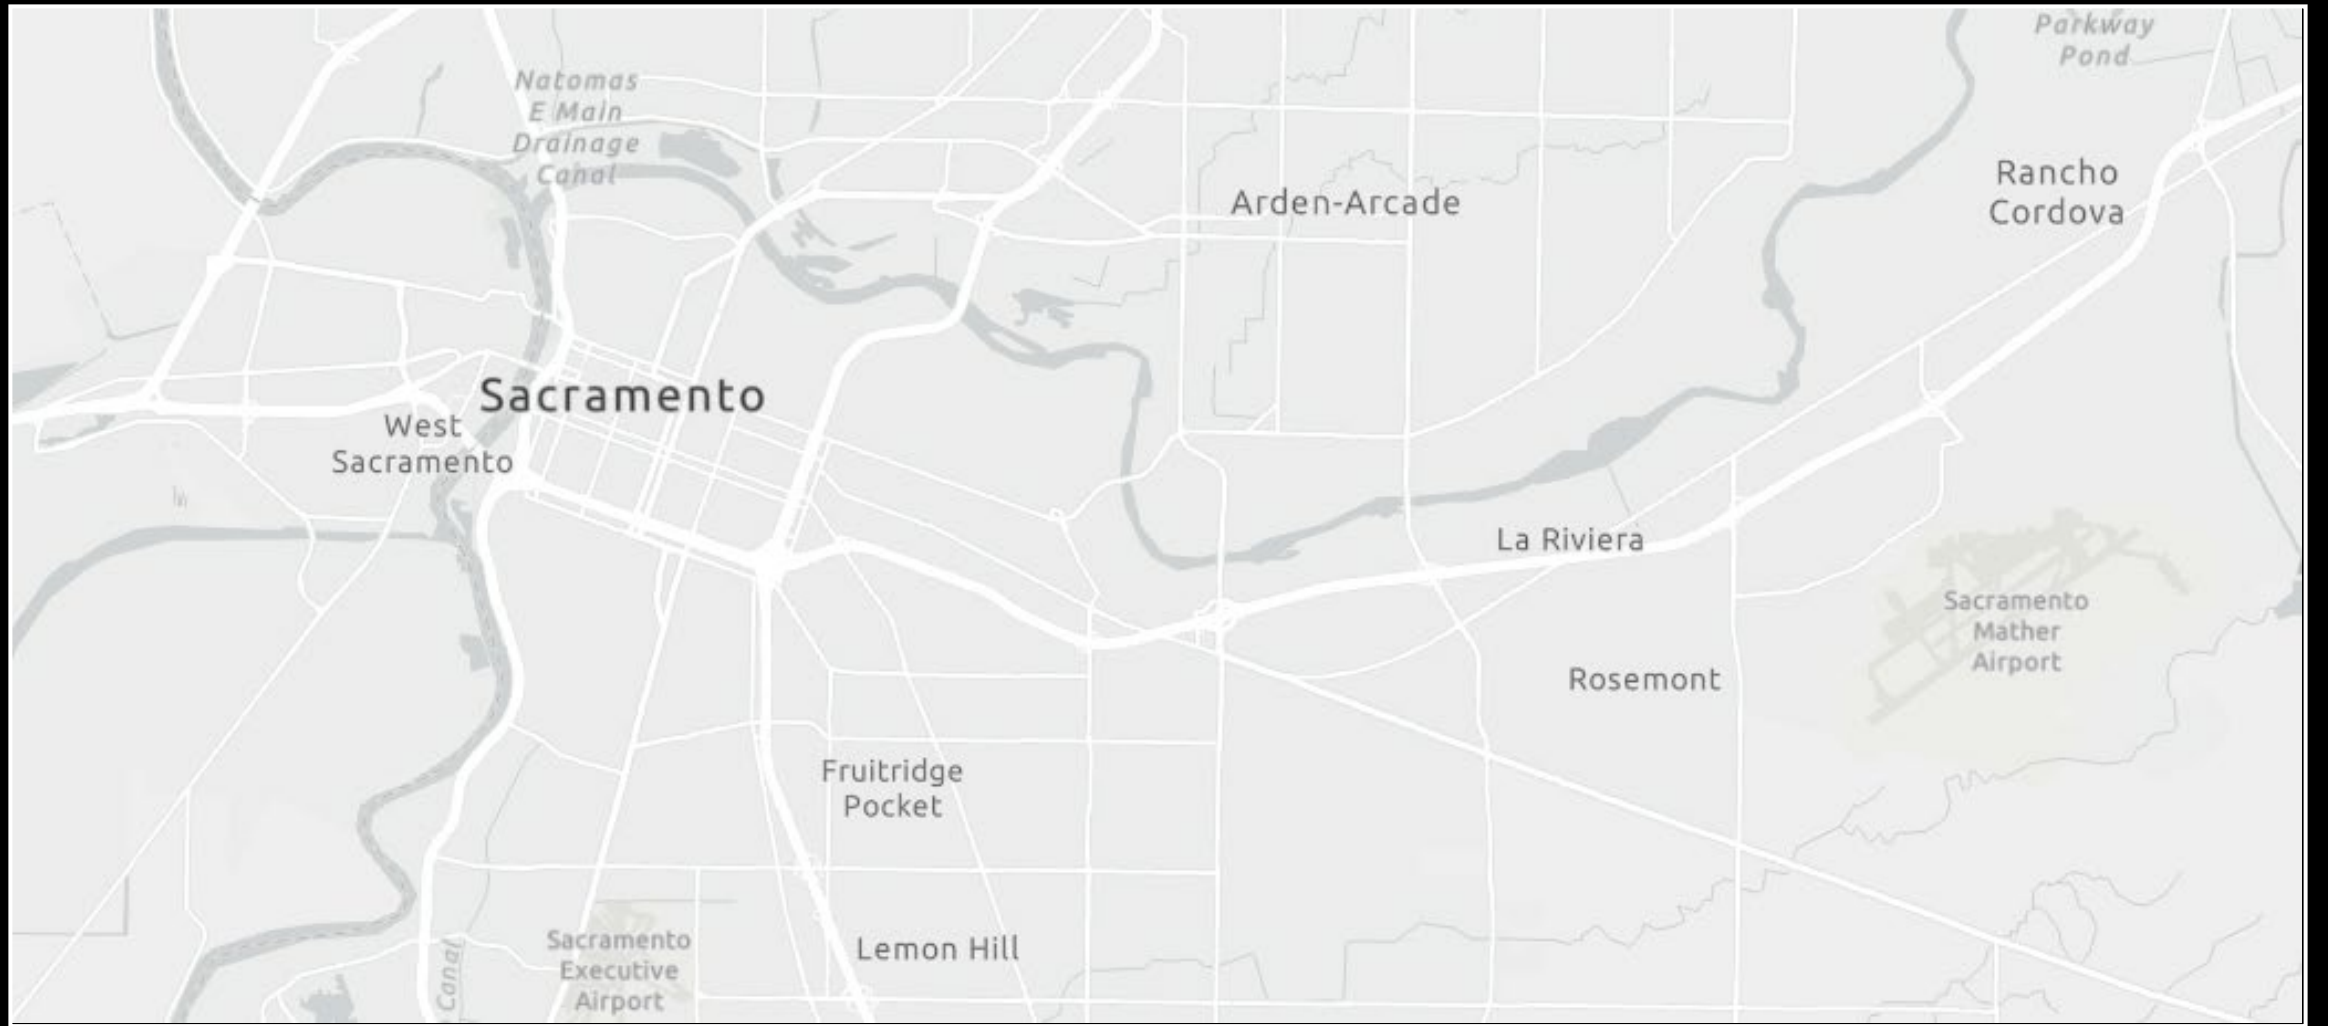 Parkway
Pond
Natomas
E Main
Drainage
Canal
Rancho
Cordova
Arden-Arcade
Sacramento
West
Sacramento
La Riviera
Sacramento
Mather
Airport
Rosemont
Fruitridge
Pocket
Sacramento
Executive
Airport
Lemon Hill
Canal